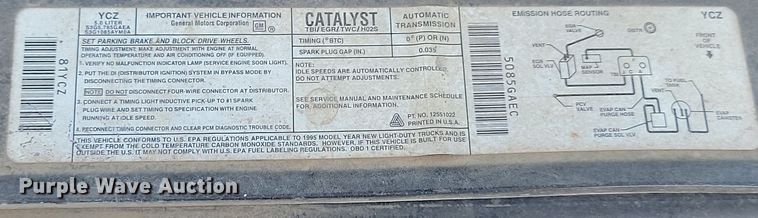 YCZ
5.0 LITER
S3G5.785GAEA
S3G1085AYM0A
IMPORTANT VEHICLE INFORMATION
General Motors Corporation
GM
SET PARKING BRAKE AND BLOCK DRIVE WHEELS.
TIMING ADJUSTMENT: MAKE ADJUSTMENTS WITH ENGINE AT NORMAL
OPERATING TEMPERATURE AND AIR CONDITIONING OFF (IF EQUIPPED).
1. VERIFY NO MALFUNCTION INDICATOR LAMP (SERVICE ENGINE SOON LIGHT).
2. PUT THE DI (DISTRIBUTOR IGNITION) SYSTEM IN BYPASS MODE BY
DISCONNECTING THE TIMING CONNECTOR.
NOTE DO NOT DISCONNECT FOUR-WIRE CONNECTOR AT DISTRIBUTOR.
3. CONNECT A TIMING LIGHT INDUCTIVE PICK-UP TO #1 SPARK
PLUG WIRE AND SET TIMING TO SPECIFICATION WITH ENGINE
RUNNING AT IDLE SPEED.
4. RECONNECT TIMING CONNECTOR AND CLEAR PCM DIAGNOSTIC TROUBLE CODE.
CATALYST
TBI/EGR/TWC/HO2S
AUTOMATIC
TRANSMISSION
TIMING (°BTC)
0° (P) OR (N)
SPARK PLUG GAP (IN.)
0.035
NOTE:
IDLE SPEEDS ARE AUTOMATICALLY CONTROLLED.
DO NOT ATTEMPT ADJUSTMENTS.
SEE SERVICE MANUAL AND MAINTENANCE SCHEDULE
FOR ADDITIONAL INFORMATION.
PT. NO. 12551022
PRINTED IN U.S.A.
THIS VEHICLE CONFORMS TO U.S. EPA REGULATIONS APPLICABLE TO 1995 MODEL YEAR NEW LIGHT-DUTY TRUCKS AND IS
EXEMPT FROM THE COLD TEMPERATURE CARBON MONOXIDE STANDARDS. HOWEVER, IF THIS VEHICLE IS BUILT FOR USE
OUTSIDE THE U.S. IT MAY NOT COMPLY WITH U.S. EPA FUEL LABELING REGULATIONS. OBD 1 CERTIFIED.
81YCZ
5085GAEC
EMISSION HOSE ROUTING
YCZ
EGR VALVE
DISTR
FRONT
OF
VEHICLE
VENT
EGR
SOL VLV
MAP
SENSOR
TBI
TO FUEL
TANK
VENT
PCV
VALVE
EVAP CAN
PURGE HOSE
EVAP CAN
PURGE SOL VLV
EVAP
CANISTER
Purple Wave Auction